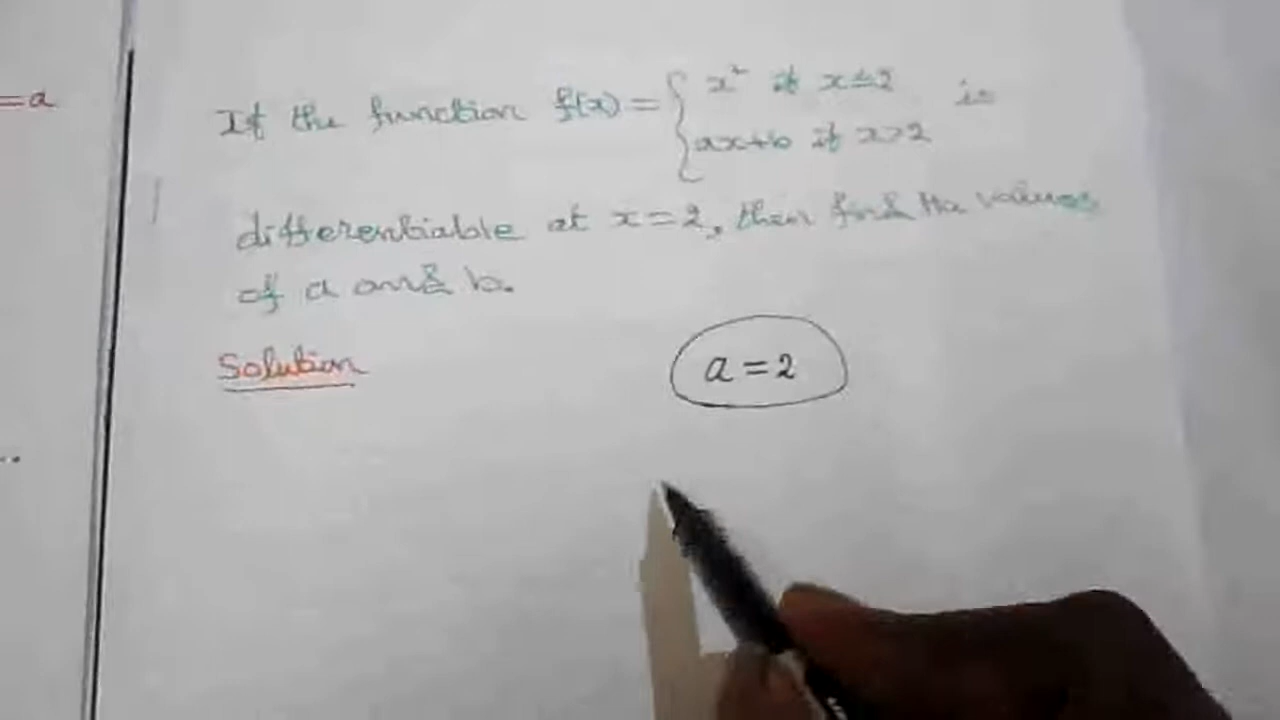 =a
If the function f(x) = { x² if x≤2 is
ax+b if x>2
differentiable at x=2, then find the values
of a and b.
Solution
a = 2